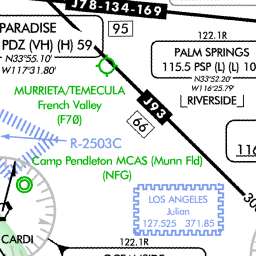 J78-134-169
95
PARADISE
PDZ (VH) (H) 59
N33°55.10'
W117°31.80'
122.1R
PALM SPRINGS
115.5 PSP (L) (L) 10
N33°52.20'
W116°25.79'
RIVERSIDE
MURRIETA/TEMECULA
French Valley
(F70)
J93
66
R-2503C
116
Camp Pendleton MCAS (Munn Fld)
(NFG)
LOS ANGELES
Julian
127.525 371.85
30
CARDI
122.1R